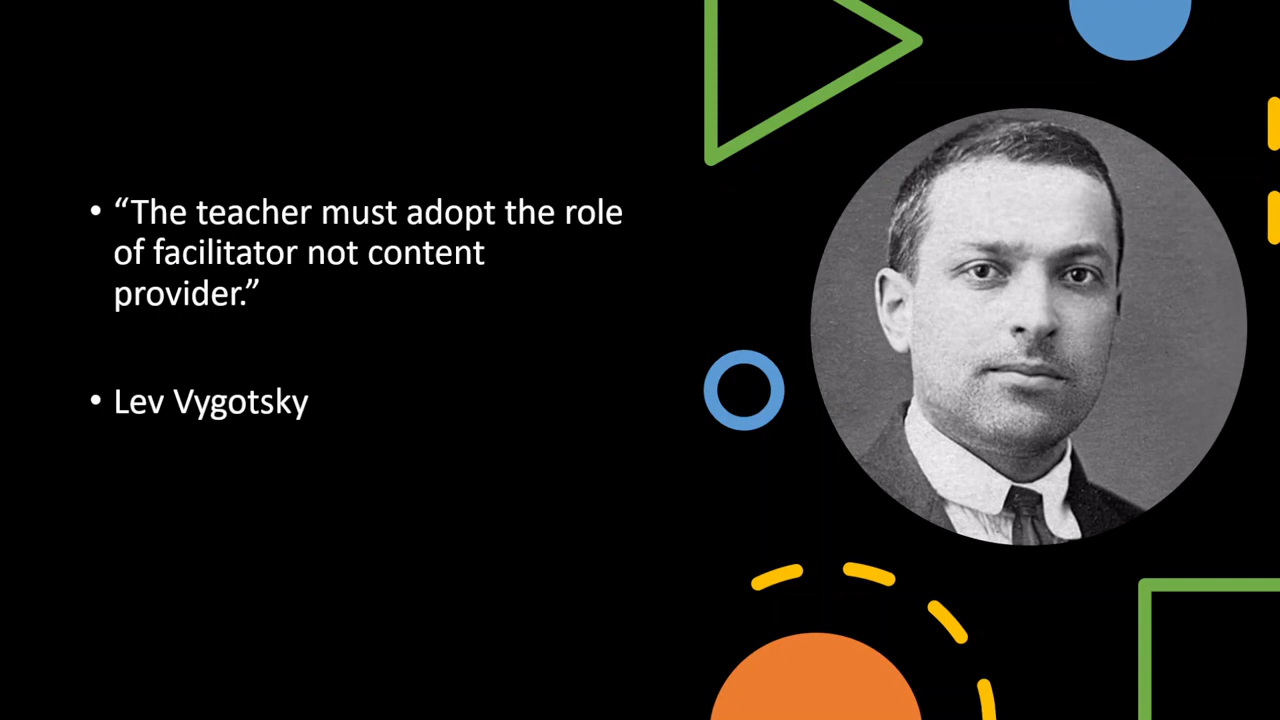 • “The teacher must adopt the role
of facilitator not content
provider.”
• Lev Vygotsky